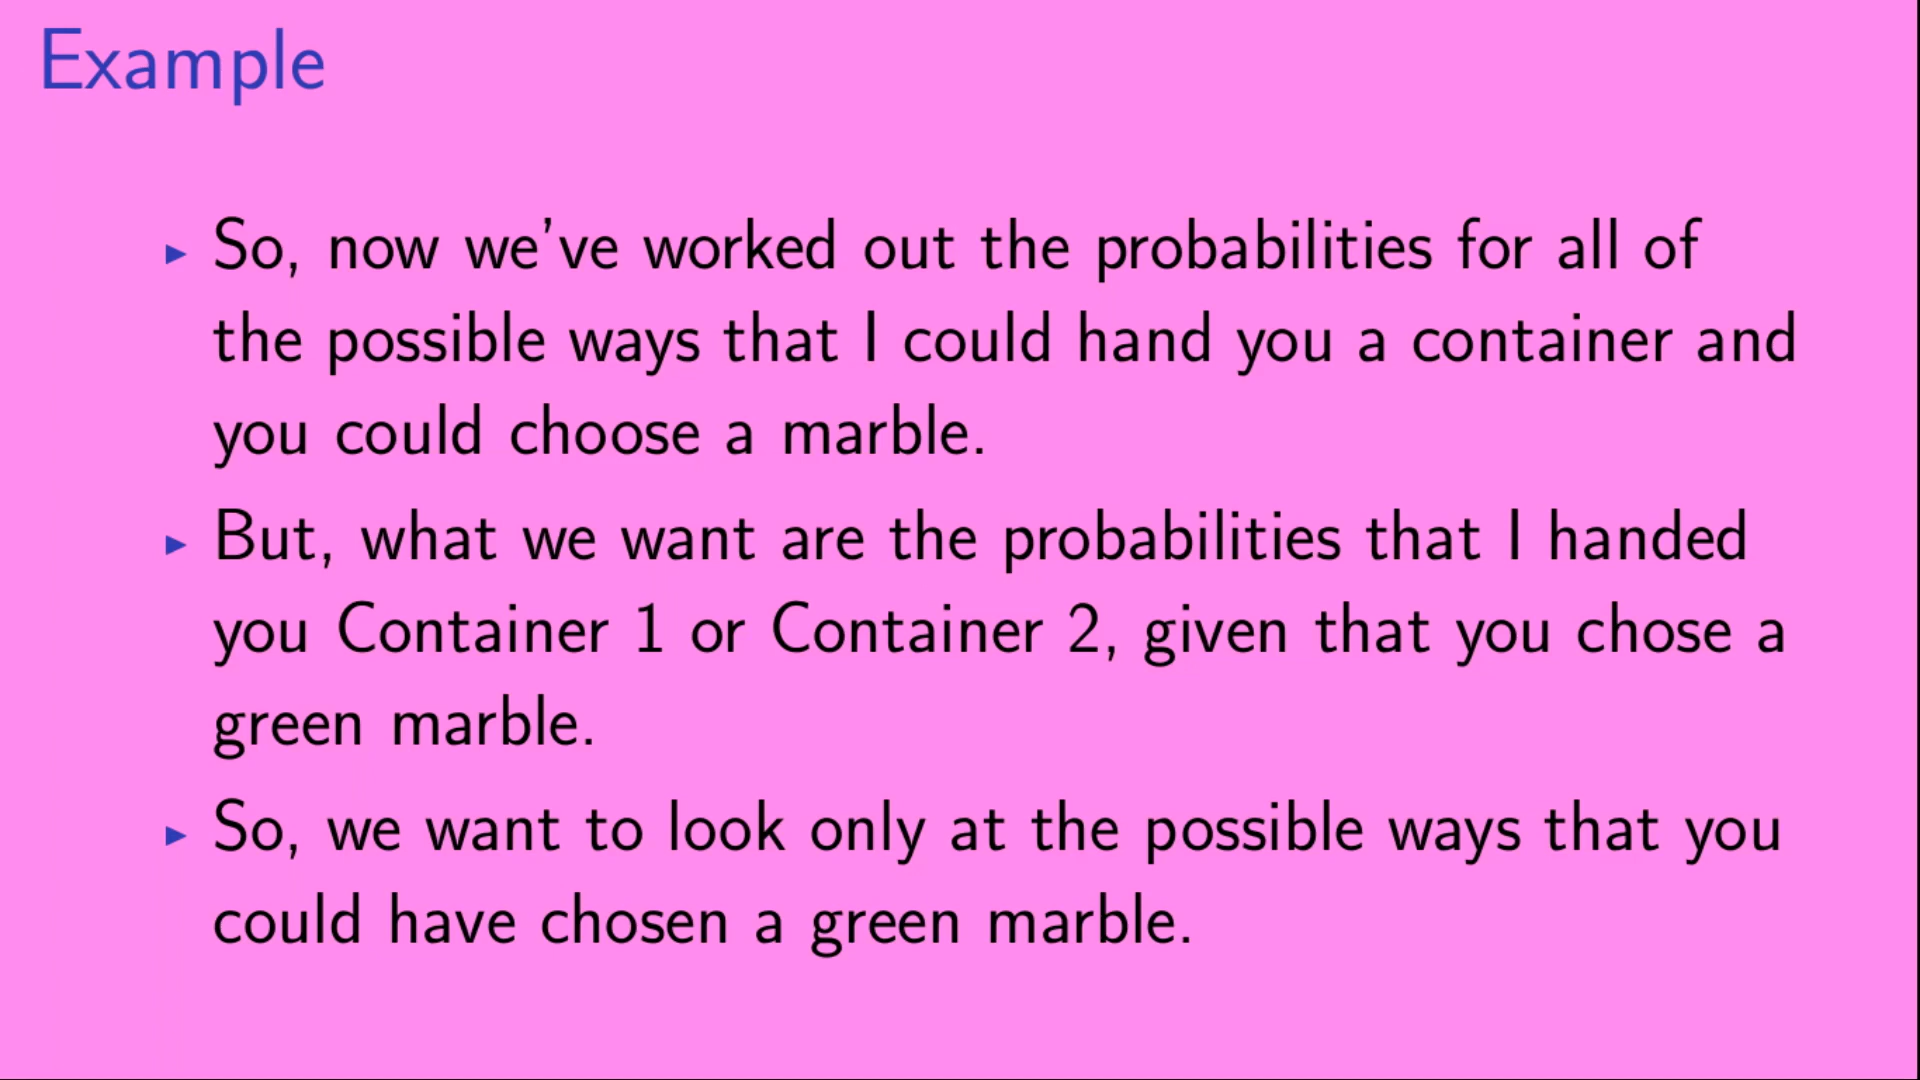 Example
▶ So, now we've worked out the probabilities for all of
the possible ways that I could hand you a container and
you could choose a marble.
▶ But, what we want are the probabilities that I handed
you Container 1 or Container 2, given that you chose a
green marble.
▶ So, we want to look only at the possible ways that you
could have chosen a green marble.